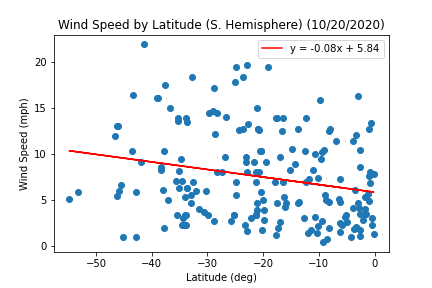 Wind Speed by Latitude (S. Hemisphere) (10/20/2020)
y = -0.08x + 5.84
20
15
10
5
0
Wind Speed (mph)
−50 −40 −30 −20 −10 0
Latitude (deg)